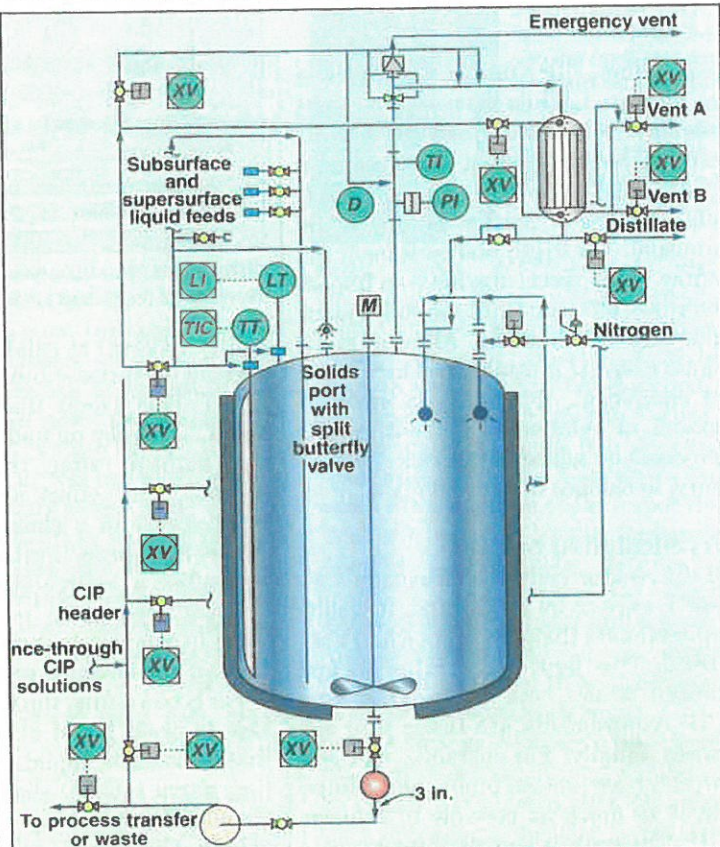 Emergency vent
XV
XV
Vent A
Subsurface
and
supersurface
liquid feeds
TI
XV
XV
D
PI
Vent B
Distillate
XV
LI
LT
M
Nitrogen
TIC
TT
Solids
port
with
split
butterfly
valve
XV
XV
CIP
header
nce-through
CIP
solutions
XV
XV
XV
XV
3 in.
To process transfer
or waste